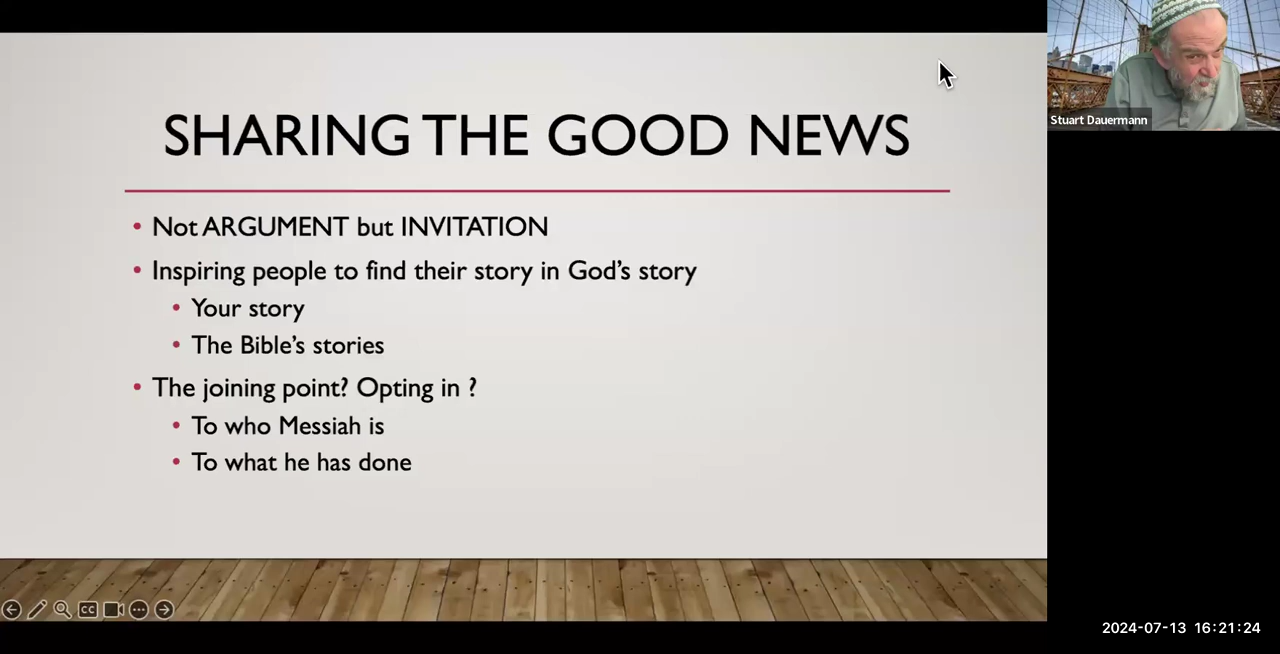 SHARING THE GOOD NEWS
• Not ARGUMENT but INVITATION
• Inspiring people to find their story in God’s story
• Your story
• The Bible’s stories
• The joining point? Opting in ?
• To who Messiah is
• To what he has done
Stuart Dauermann
CC
2024-07-13 16:21:24